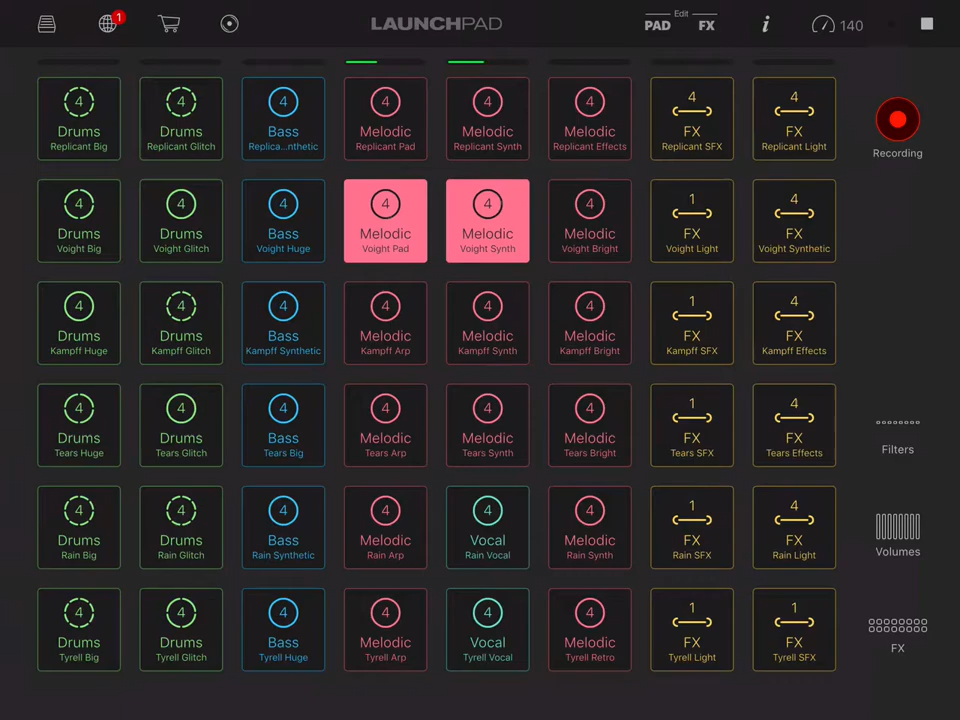 1
LAUNCHPAD
Edit
PAD FX
i
140
4 4 4 4 4 4 4 4
Drums Drums Bass Melodic Melodic Melodic FX FX
Replicant Big Replicant Glitch Replica...nthetic Replicant Pad Replicant Synth Replicant Effects Replicant SFX Replicant Light
Recording
4 4 4 4 4 4 1 4
Drums Drums Bass Melodic Melodic Melodic FX FX
Voight Big Voight Glitch Voight Huge Voight Pad Voight Synth Voight Bright Voight Light Voight Synthetic
4 4 4 4 4 4 1 4
Drums Drums Bass Melodic Melodic Melodic FX FX
Kampff Huge Kampff Glitch Kampff Synthetic Kampff Arp Kampff Synth Kampff Bright Kampff SFX Kampff Effects
4 4 4 4 4 4 1 4
Drums Drums Bass Melodic Melodic Melodic FX FX
Tears Huge Tears Glitch Tears Big Tears Arp Tears Synth Tears Bright Tears SFX Tears Effects
Filters
4 4 4 4 4 4 1 4
Drums Drums Bass Melodic Vocal Melodic FX FX
Rain Big Rain Glitch Rain Synthetic Rain Arp Rain Vocal Rain Synth Rain SFX Rain Light
Volumes
4 4 4 4 4 4 1 1
Drums Drums Bass Melodic Vocal Melodic FX FX
Tyrell Big Tyrell Glitch Tyrell Huge Tyrell Arp Tyrell Vocal Tyrell Retro Tyrell Light Tyrell SFX
FX